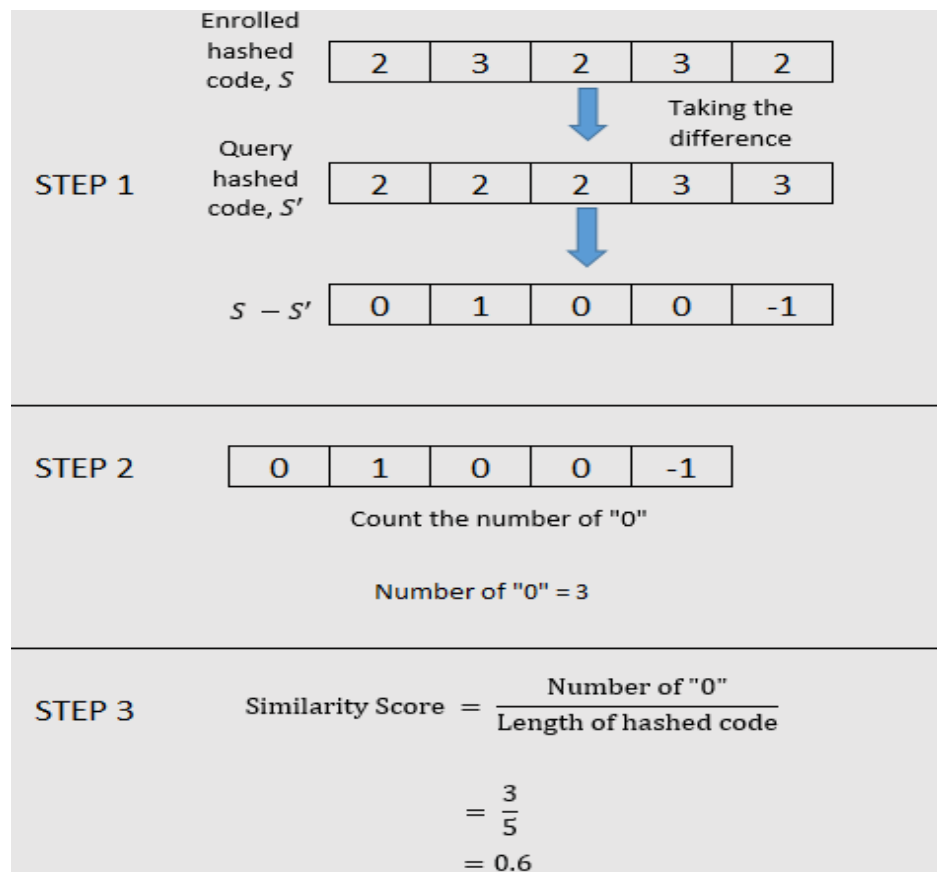 Enrolled
hashed
code, S
2 3 2 3 2
Taking the
difference
STEP 1
Query
hashed
code, S′
2 2 2 3 3
S − S′
0 1 0 0 -1
STEP 2
0 1 0 0 -1
Count the number of "0"
Number of "0" = 3
STEP 3
Similarity Score = Number of "0" / Length of hashed code
= 3/5
= 0.6